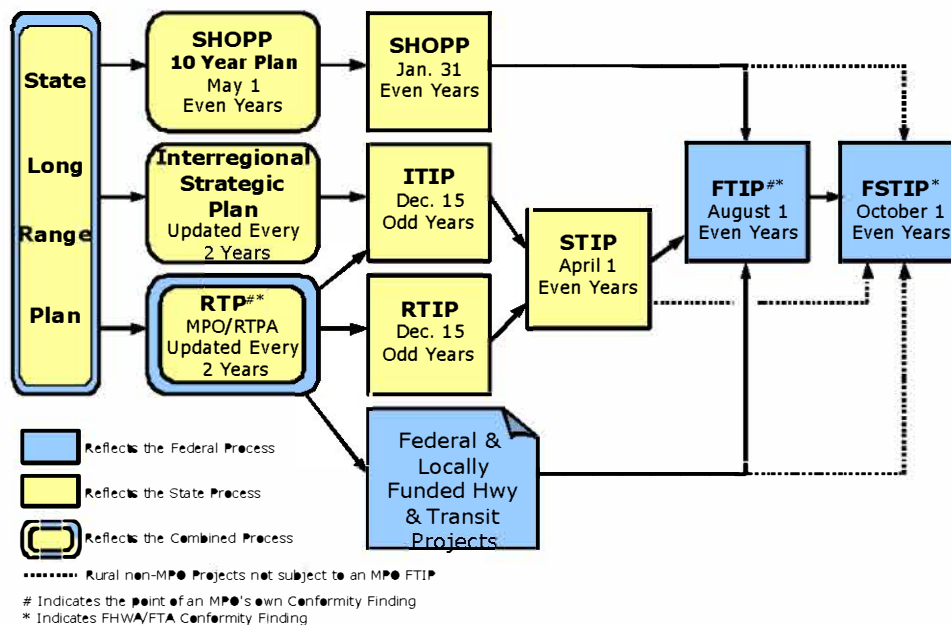 State
Long
Range
Plan
SHOPP
10 Year Plan
May 1
Even Years
SHOPP
Jan. 31
Even Years
Interregional
Strategic
Plan
Updated Every
2 Years
ITIP
Dec. 15
Odd Years
RTP#*
MPO/RTPA
Updated Every
2 Years
RTIP
Dec. 15
Odd Years
STIP
April 1
Even Years
FTIP#*
August 1
Even Years
FSTIP*
October 1
Even Years
Federal &
Locally
Funded Hwy
& Transit
Projects
Reflects the Federal Process
Reflects the State Process
Reflects the Combined Process
Rural non-MPO Projects not subject to an MPO FTIP
# Indicates the point of an MPO's own Conformity Finding
* Indicates FHWA/FTA Conformity Finding